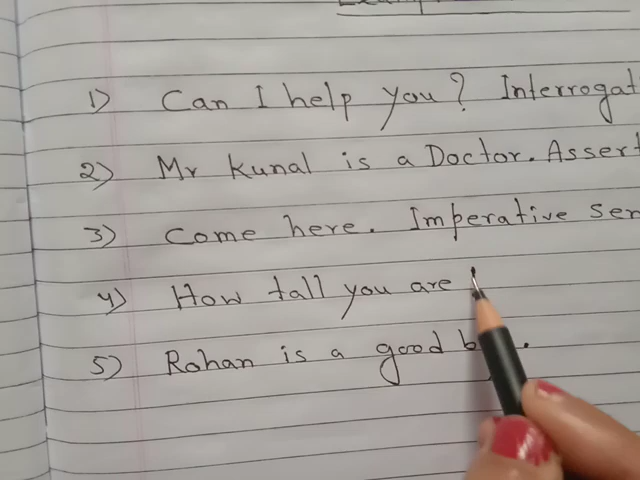 1) Can I help you? Interrogat
2) Mr Kunal is a Doctor. Assert
3) Come here. Imperative Sen
4) How tall you are
5) Rohan is a good